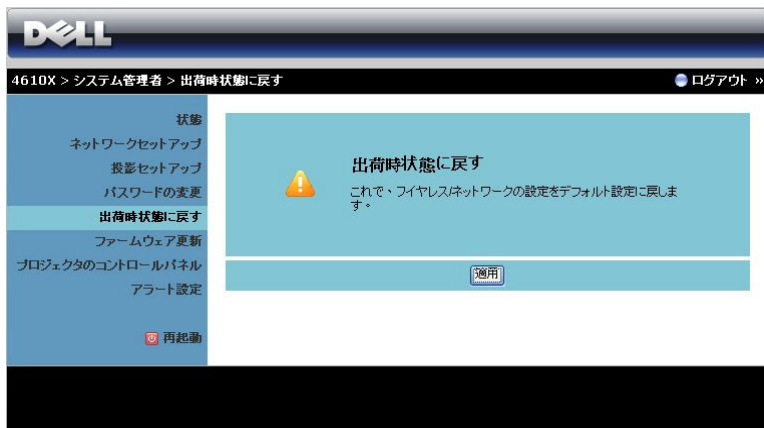 DELL
4610X > システム管理者 > 出荷時状態に戻す
ログアウト »
状態
ネットワークセットアップ
投影セットアップ
パスワードの変更
出荷時状態に戻す
ファームウェア更新
プロジェクタのコントロールパネル
アラート設定
再起動
出荷時状態に戻す
これで、ワイヤレス/ネットワークの設定をデフォルト設定に戻しま
す。
適用